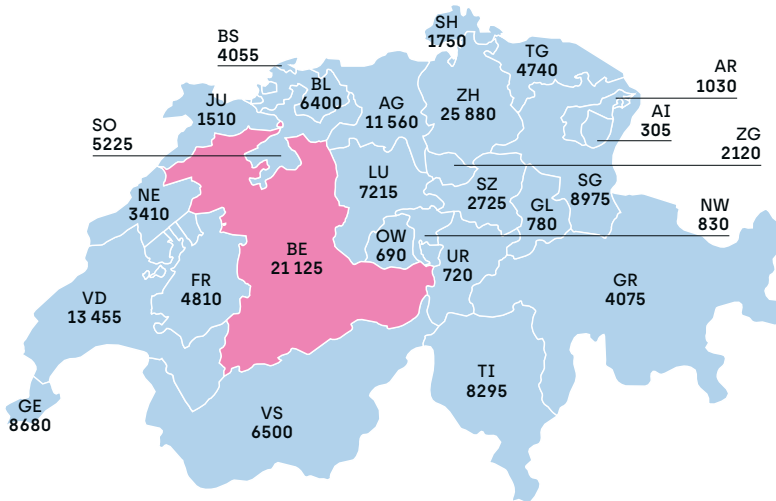 SH
1750
BS
4055
TG
4740
AR
1030
BL
6400
JU
1510
AG
11 560
ZH
25 880
AI
305
SO
5225
ZG
2120
LU
7215
SZ
2725
SG
8975
NE
3410
GL
780
NW
830
OW
690
BE
21 125
UR
720
FR
4810
GR
4075
VD
13 455
TI
8295
GE
8680
VS
6500